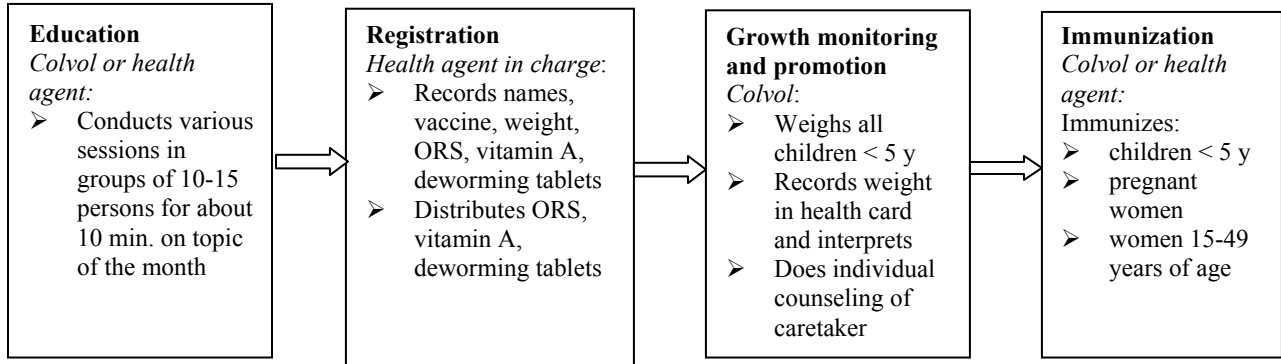 Education
Colvol or health
agent:
➤ Conducts various
sessions in
groups of 10-15
persons for about
10 min. on topic
of the month
Registration
Health agent in charge:
➤ Records names,
vaccine, weight,
ORS, vitamin A,
deworming tablets
➤ Distributes ORS,
vitamin A,
deworming tablets
Growth monitoring
and promotion
Colvol:
➤ Weighs all
children < 5 y
➤ Records weight
in health card
and interprets
➤ Does individual
counseling of
caretaker
Immunization
Colvol or health
agent:
Immunizes:
➤ children < 5 y
➤ pregnant
women
➤ women 15-49
years of age